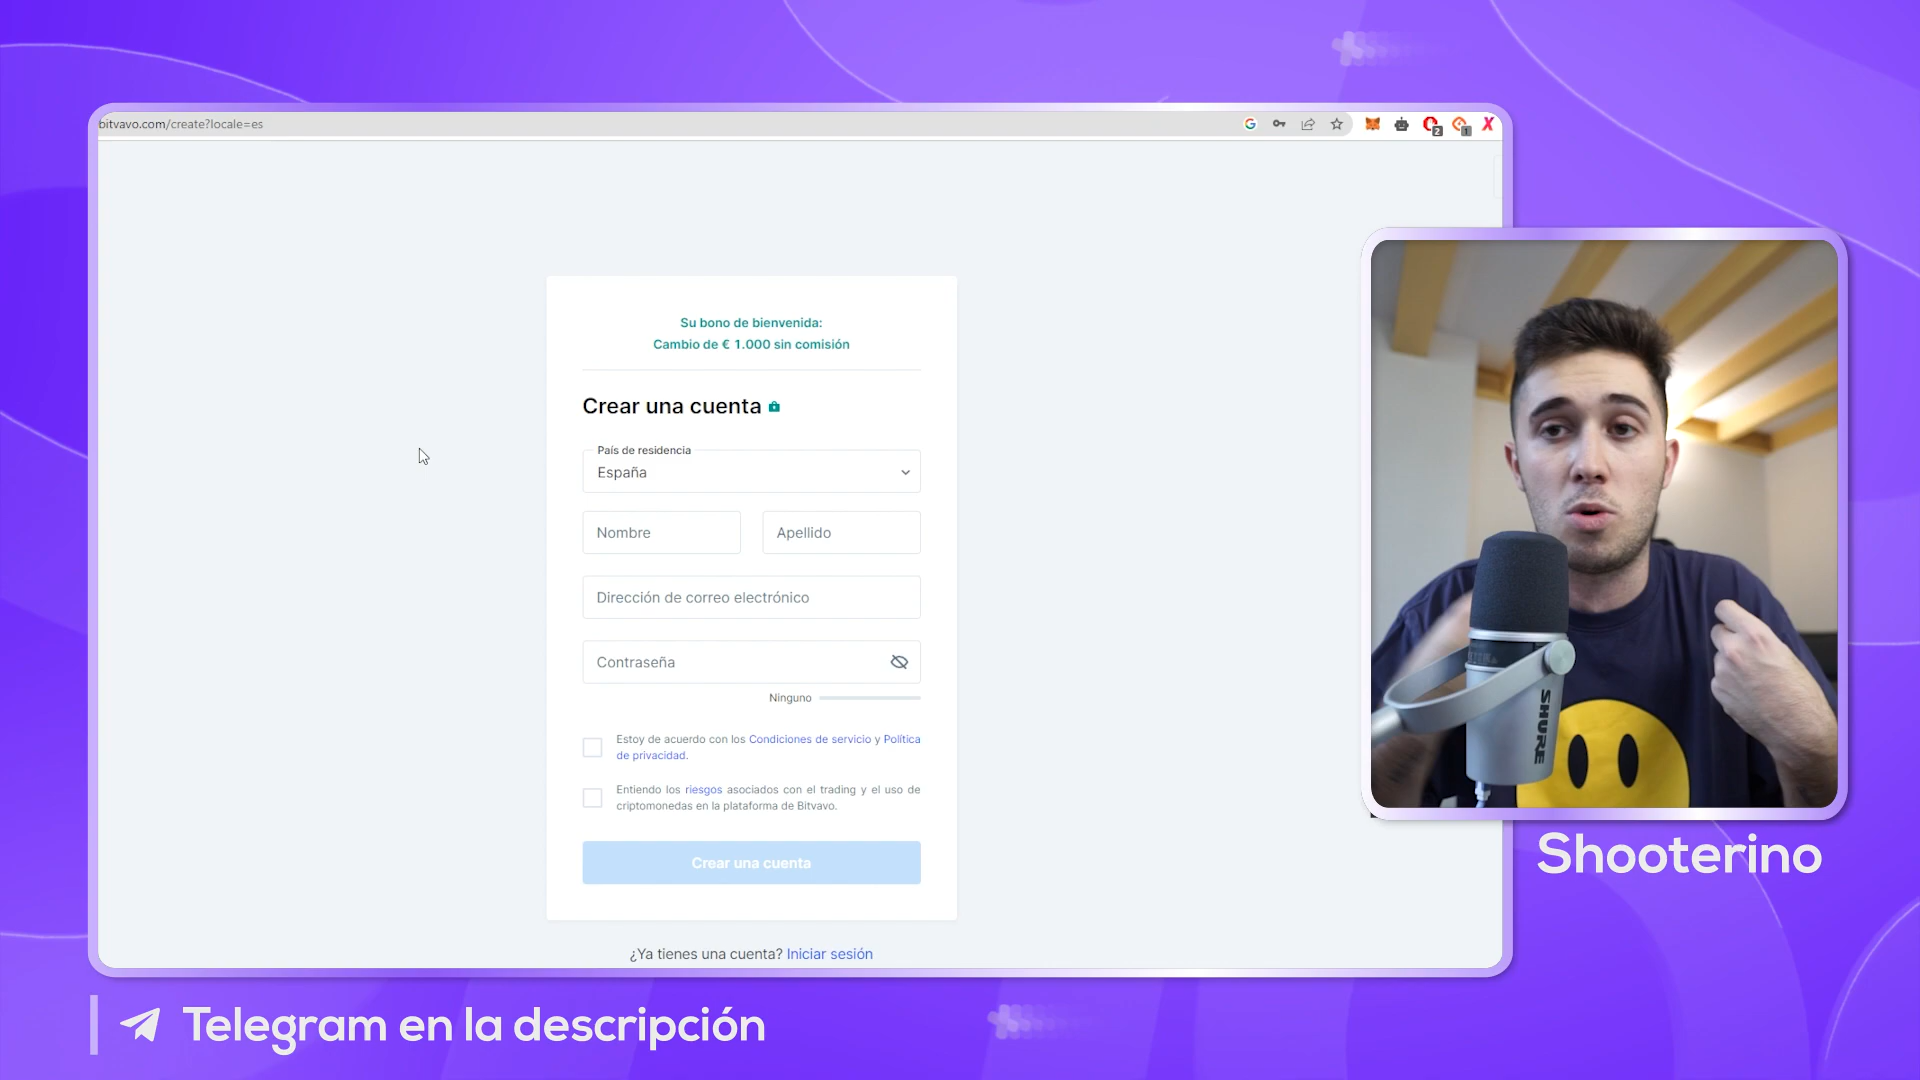 bitvavo.com/create?locale=es
2
1
Su bono de bienvenida:
Cambio de € 1.000 sin comisión
Crear una cuenta
País de residencia
España
Nombre
Apellido
Dirección de correo electrónico
Contraseña
Ninguno
Estoy de acuerdo con los Condiciones de servicio y Política
de privacidad.
Entiendo los riesgos asociados con el trading y el uso de
criptomonedas en la plataforma de Bitvavo.
Crear una cuenta
¿Ya tienes una cuenta? Iniciar sesión
SHURE
Shooterino
Telegram en la descripción